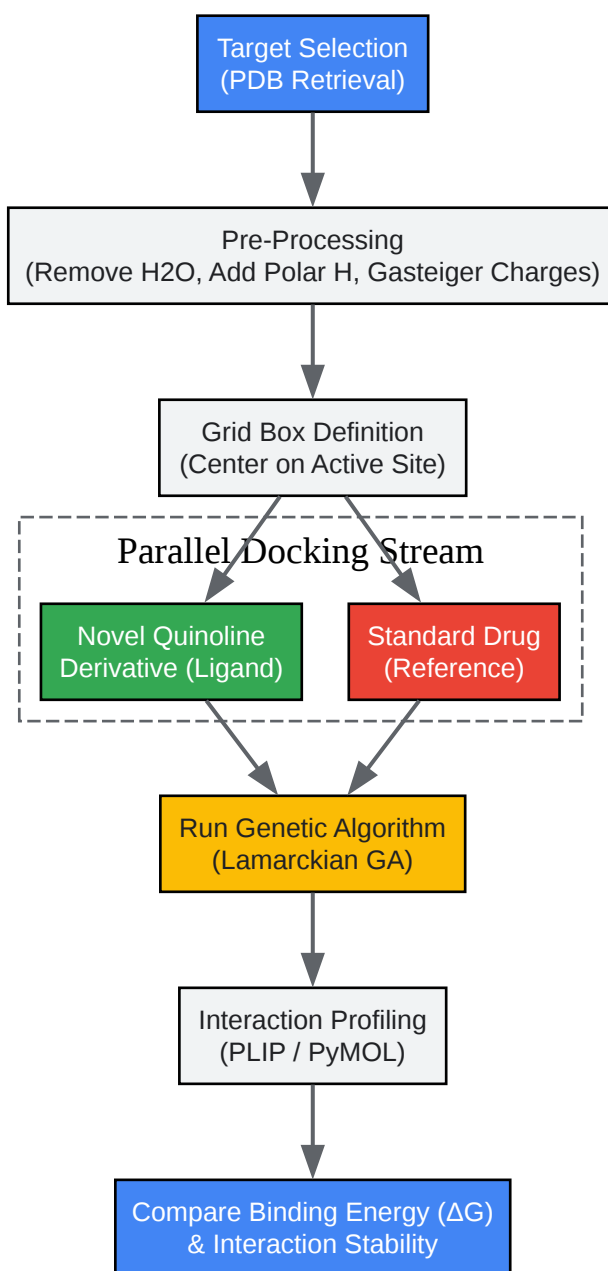 Target Selection
(PDB Retrieval)
Pre-Processing
(Remove H2O, Add Polar H, Gasteiger Charges)
Grid Box Definition
(Center on Active Site)
Parallel Docking Stream
Novel Quinoline
Derivative (Ligand)
Standard Drug
(Reference)
Run Genetic Algorithm
(Lamarckian GA)
Interaction Profiling
(PLIP / PyMOL)
Compare Binding Energy (ΔG)
& Interaction Stability